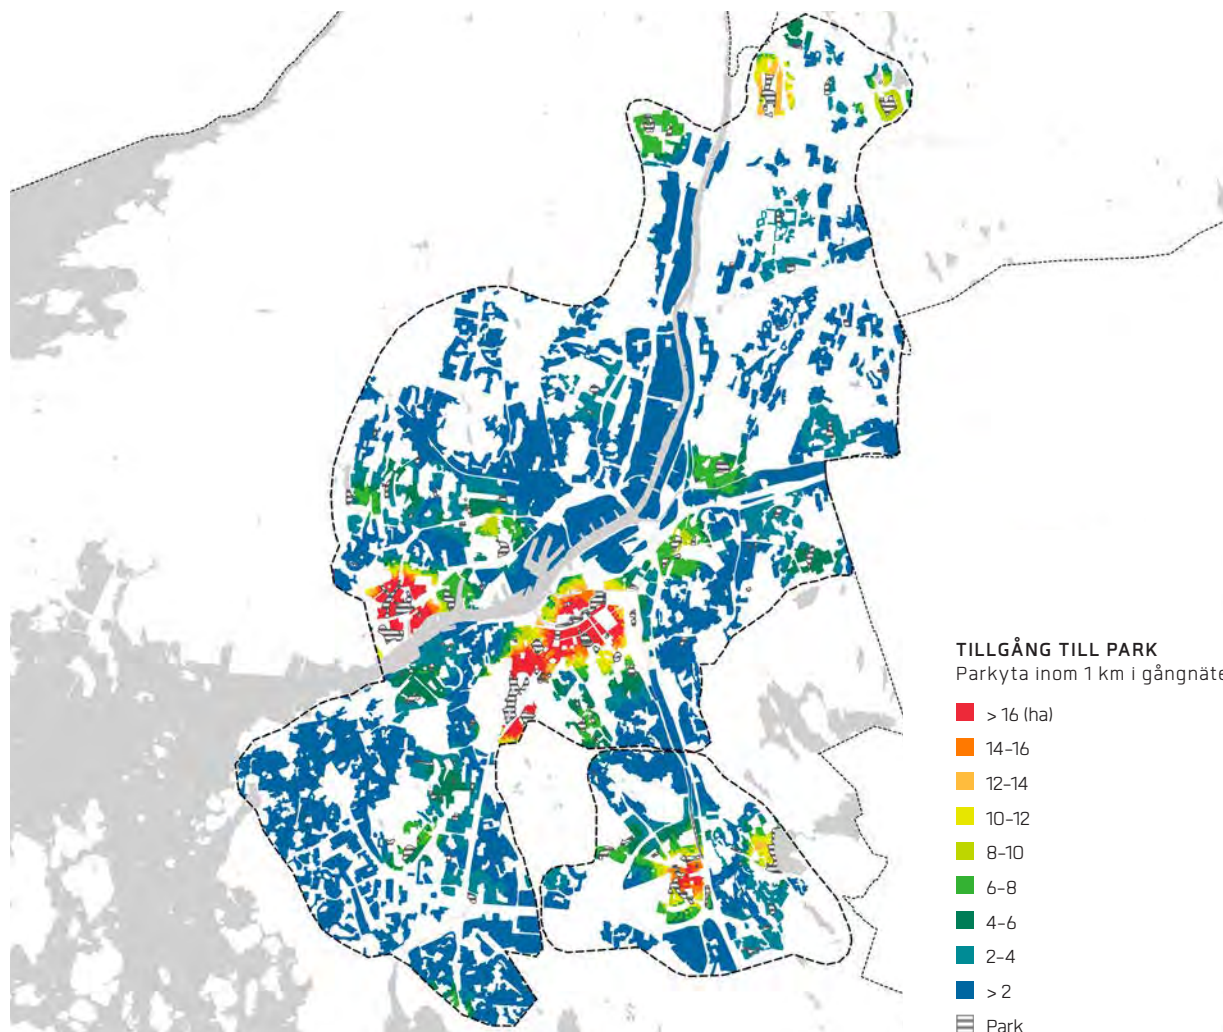 TILLGÅNG TILL PARK
Parkyta inom 1 km i gångnäte
> 16 (ha)
14–16
12–14
10–12
8–10
6–8
4–6
2–4
> 2
Park